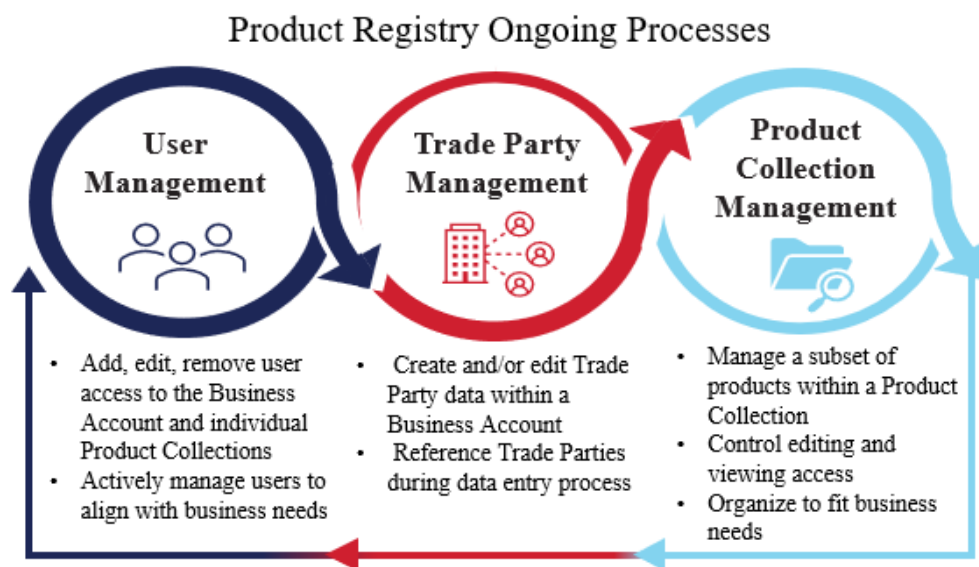 Product Registry Ongoing Processes
User
Management
• Add, edit, remove user
access to the Business
Account and individual
Product Collections
• Actively manage users to
align with business needs
Trade Party
Management
• Create and/or edit Trade
Party data within a
Business Account
• Reference Trade Parties
during data entry process
Product
Collection
Management
• Manage a subset of
products within a Product
Collection
• Control editing and
viewing access
• Organize to fit business
needs